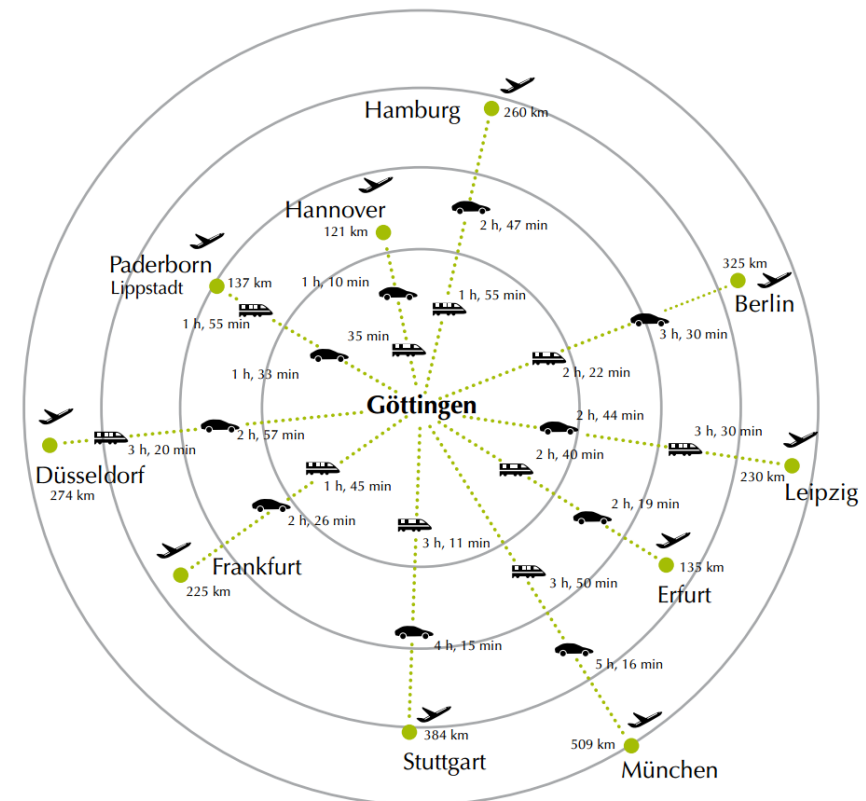 Hamburg
260 km
Hannover
121 km
2 h, 47 min
Paderborn
Lippstadt
137 km
1 h, 10 min
1 h, 55 min
325 km
Berlin
1 h, 55 min
35 min
3 h, 30 min
1 h, 33 min
2 h, 22 min
Göttingen
2 h, 44 min
3 h, 20 min
2 h, 57 min
3 h, 30 min
2 h, 40 min
Düsseldorf
274 km
230 km
Leipzig
1 h, 45 min
2 h, 26 min
2 h, 19 min
3 h, 11 min
Frankfurt
225 km
3 h, 50 min
135 km
Erfurt
4 h, 15 min
5 h, 16 min
384 km
Stuttgart
509 km
München